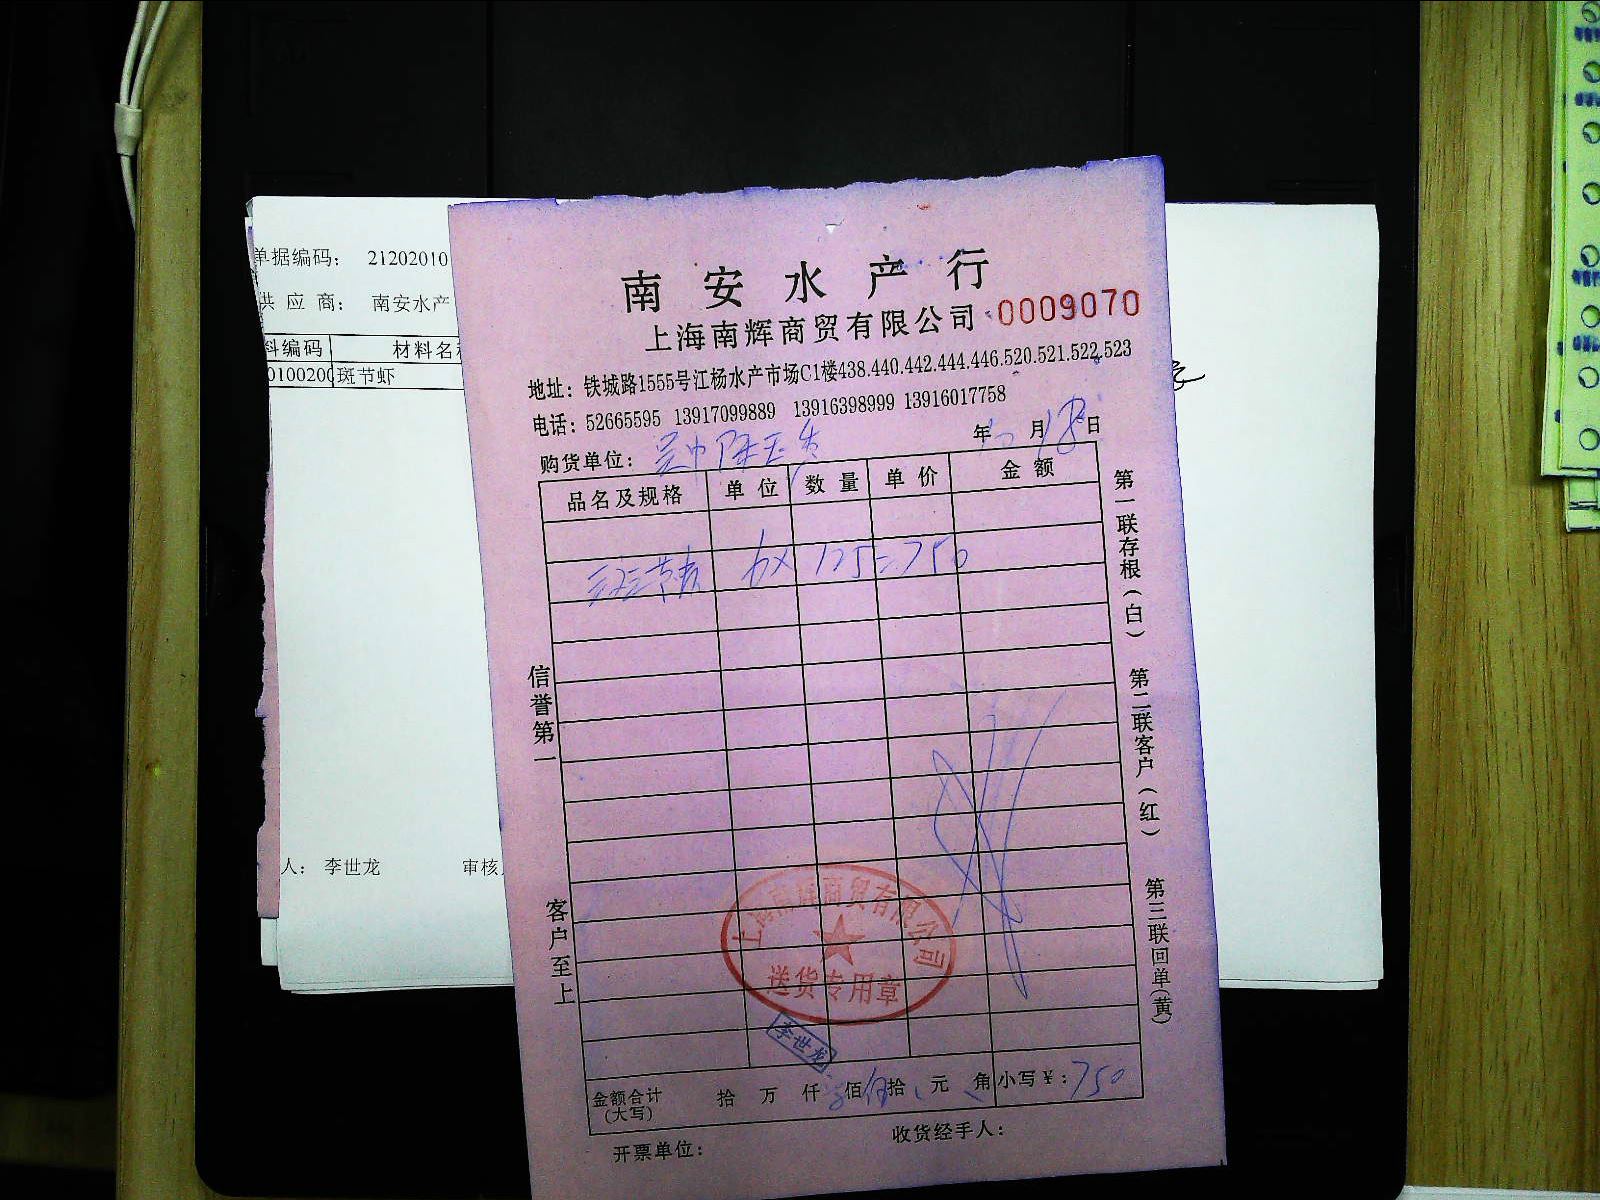 单据编码： 21202010
供 应 商： 南安水产
料编码 材料名称
0100200 斑节虾
人： 李世龙 审核
南安水产行
上海南辉商贸有限公司 0009070
地址：铁城路1555号江杨水产市场C1楼438.440.442.444.446.520.521.522.523
电话：52665595 13917099889 13916398999 13916017758
年 月 18 日
购货单位：
品名及规格 单位 数量 单价 金额
斑节虾 6× 125=750
信誉第一
客户至上
第一联存根（白）
第二联客户（红）
第三联回单（黄）
上海南辉商贸有限公司
送货专用章
李世龙
金额合计（大写） 拾 万 仟 佰 拾 元 角 小写¥：750
开票单位： 收货经手人：